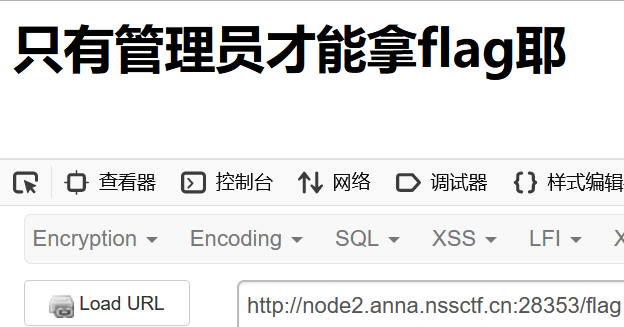 只有管理员才能拿flag耶
查看器 控制台 网络 调试器 {} 样式编辑
Encryption Encoding SQL XSS LFI X
Load URL http://node2.anna.nssctf.cn:28353/flag